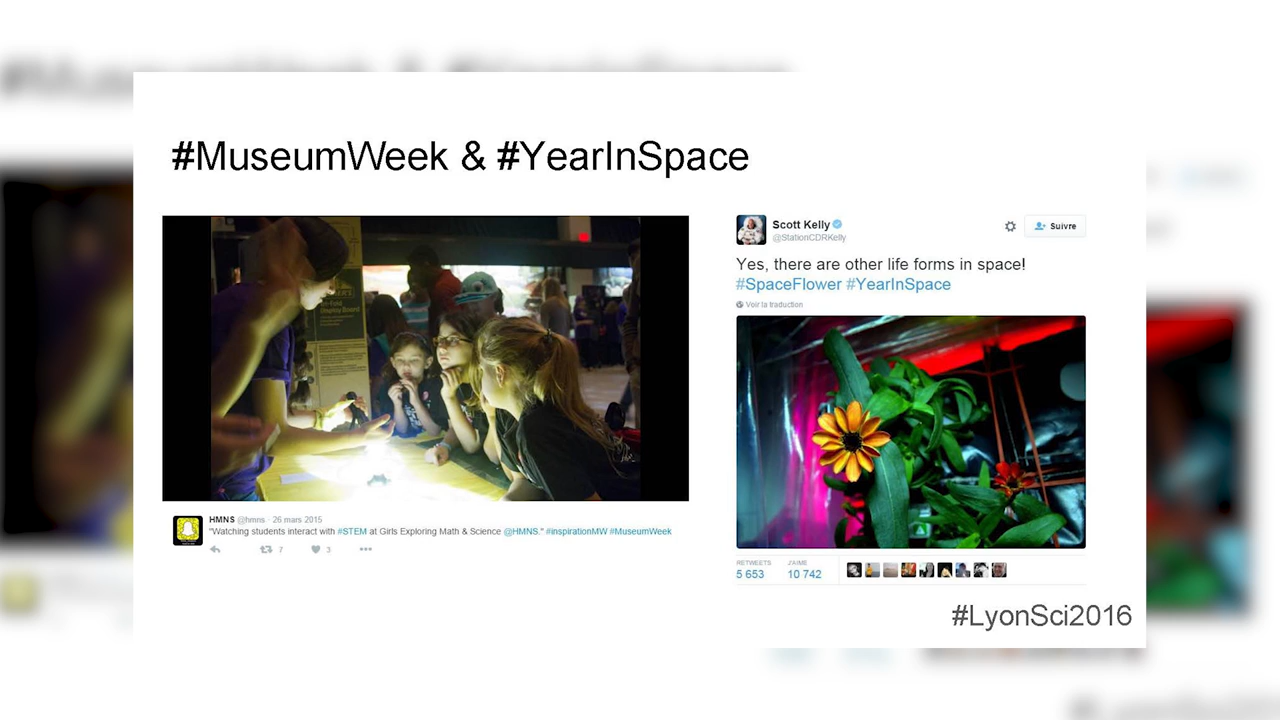 #MuseumWeek & #YearInSpace
HMNS @hmns · 26 mars 2015
"Watching students interact with #STEM at Girls Exploring Math & Science @HMNS." #inspirationMW #MuseumWeek
7 3
Scott Kelly
@StationCDRKelly
Suivre
Yes, there are other life forms in space!
#SpaceFlower #YearInSpace
Voir la traduction
RETWEETS J'AIME
5 653 10 742
#LyonSci2016